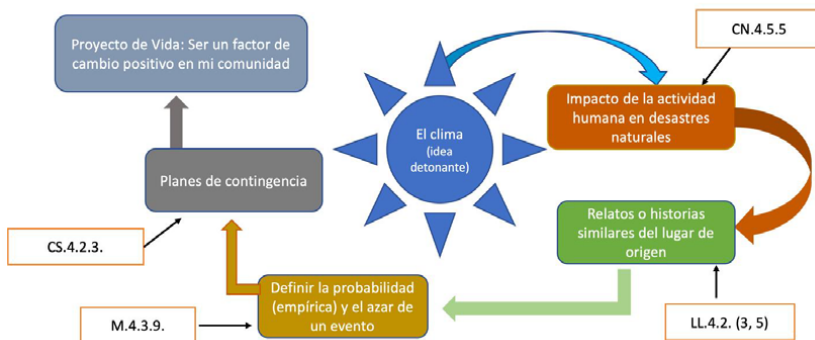 Proyecto de Vida: Ser un factor de
cambio positivo en mi comunidad
CN.4.5.5
El clima
(idea
detonante)
Impacto de la actividad
humana en desastres
naturales
Planes de contingencia
Relatos o historias
similares del lugar de
origen
CS.4.2.3.
Definir la probabilidad
(empírica) y el azar de
un evento
M.4.3.9.
LL.4.2. (3, 5)